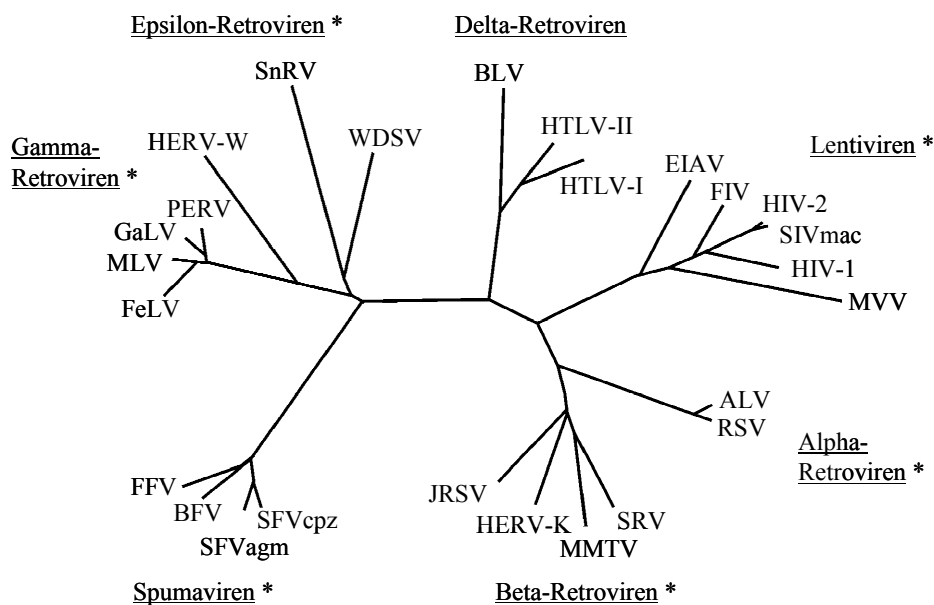 Epsilon-Retroviren *
Delta-Retroviren
SnRV
BLV
HERV-W
WDSV
HTLV-II
HTLV-I
Gamma-
Retroviren *
Lentiviren *
EIAV
FIV
HIV-2
SIVmac
HIV-1
MVV
PERV
GaLV
MLV
FeLV
ALV
RSV
Alpha-
Retroviren *
FFV
BFV
SFVcpz
SFVagm
JRSV
HERV-K
SRV
MMTV
Spumaviren *
Beta-Retroviren *